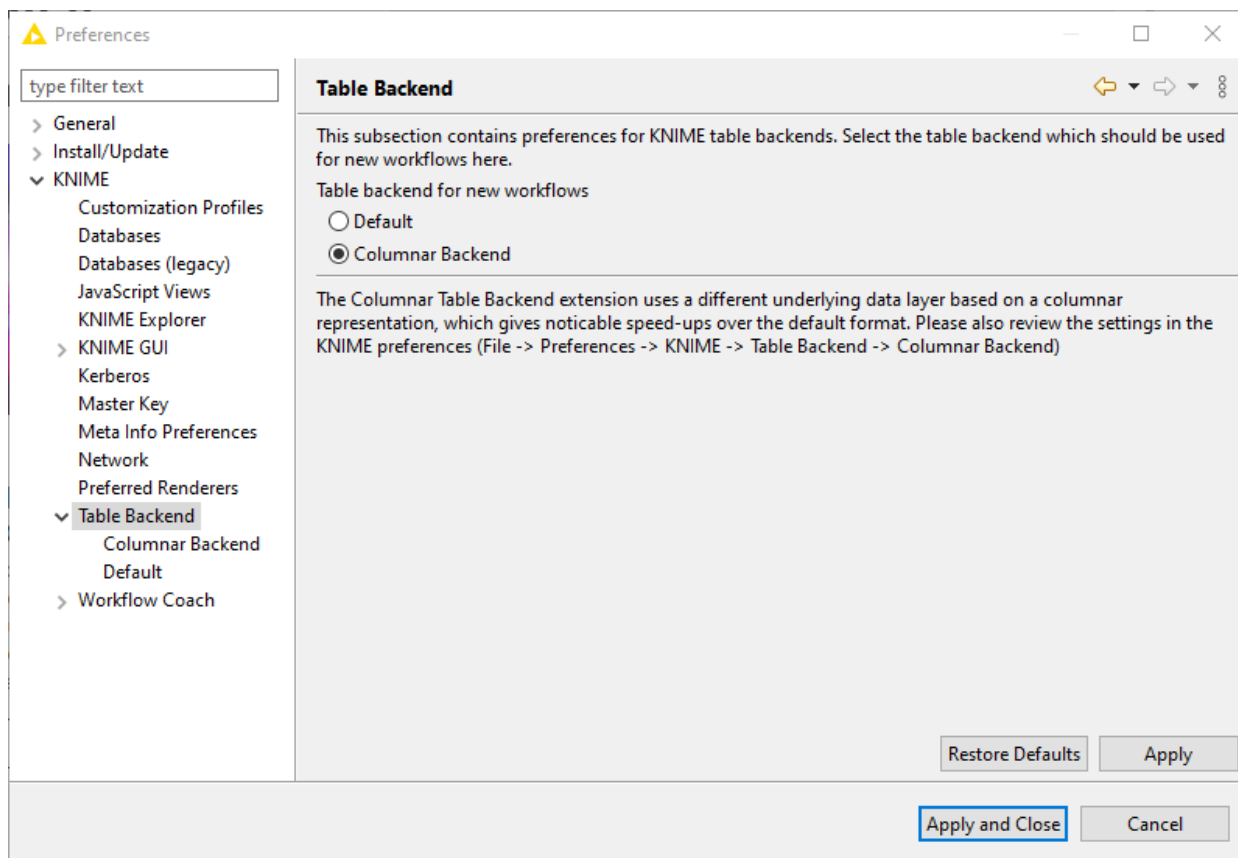 Preferences
type filter text
General
Install/Update
KNIME
Customization Profiles
Databases
Databases (legacy)
JavaScript Views
KNIME Explorer
KNIME GUI
Kerberos
Master Key
Meta Info Preferences
Network
Preferred Renderers
Table Backend
Columnar Backend
Default
Workflow Coach
Table Backend
This subsection contains preferences for KNIME table backends. Select the table backend which should be used
for new workflows here.
Table backend for new workflows
Default
Columnar Backend
The Columnar Table Backend extension uses a different underlying data layer based on a columnar
representation, which gives noticable speed-ups over the default format. Please also review the settings in the
KNIME preferences (File -> Preferences -> KNIME -> Table Backend -> Columnar Backend)
Restore Defaults
Apply
Apply and Close
Cancel